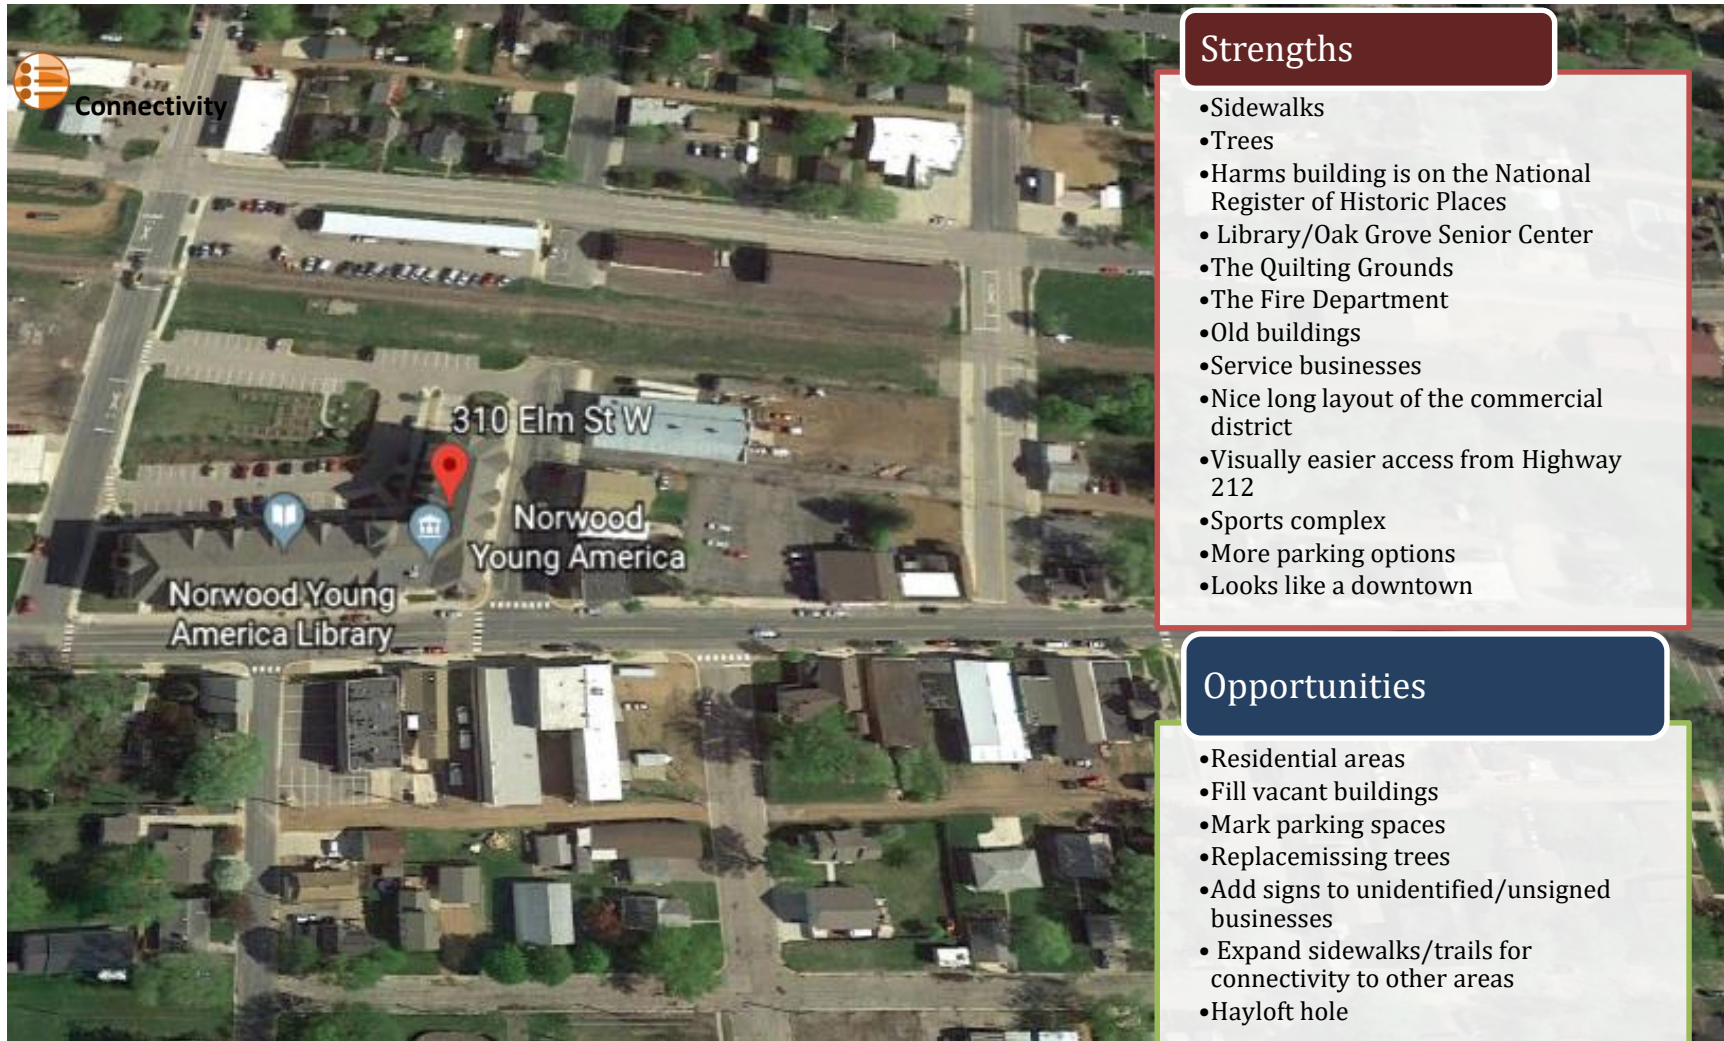 Connectivity
310 Elm St W
Norwood
Young America
Norwood Young
America Library
Strengths
•Sidewalks
•Trees
•Harms building is on the National
Register of Historic Places
• Library/Oak Grove Senior Center
•The Quilting Grounds
•The Fire Department
•Old buildings
•Service businesses
•Nice long layout of the commercial
district
•Visually easier access from Highway
212
•Sports complex
•More parking options
•Looks like a downtown
Opportunities
•Residential areas
•Fill vacant buildings
•Mark parking spaces
•Replacemissing trees
•Add signs to unidentified/unsigned
businesses
• Expand sidewalks/trails for
connectivity to other areas
•Hayloft hole